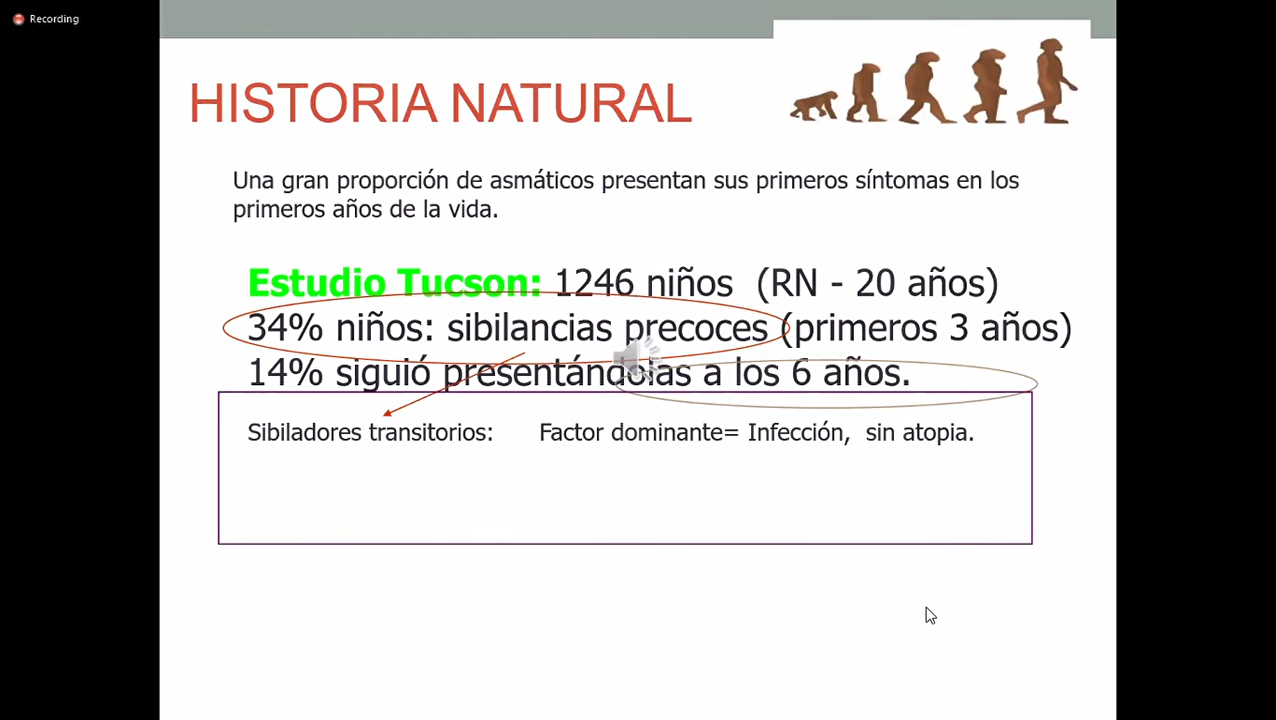 Recording
HISTORIA NATURAL
Una gran proporción de asmáticos presentan sus primeros síntomas en los
primeros años de la vida.
Estudio Tucson: 1246 niños (RN - 20 años)
34% niños: sibilancias precoces (primeros 3 años)
14% siguió presentándolas a los 6 años.
Sibiladores transitorios: Factor dominante= Infección, sin atopia.